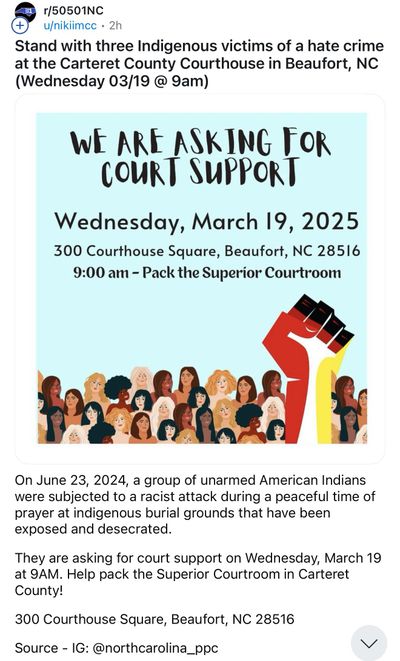 r/50501NC
u/nikiimcc • 2h
Stand with three Indigenous victims of a hate crime
at the Carteret County Courthouse in Beaufort, NC
(Wednesday 03/19 @ 9am)
WE ARE ASKING FOR
COURT SUPPORT
Wednesday, March 19, 2025
300 Courthouse Square, Beaufort, NC 28516
9:00 am - Pack the Superior Courtroom
On June 23, 2024, a group of unarmed American Indians
were subjected to a racist attack during a peaceful time of
prayer at indigenous burial grounds that have been
exposed and desecrated.
They are asking for court support on Wednesday, March 19
at 9AM. Help pack the Superior Courtroom in Carteret
County!
300 Courthouse Square, Beaufort, NC 28516
Source - IG: @northcarolina_ppc